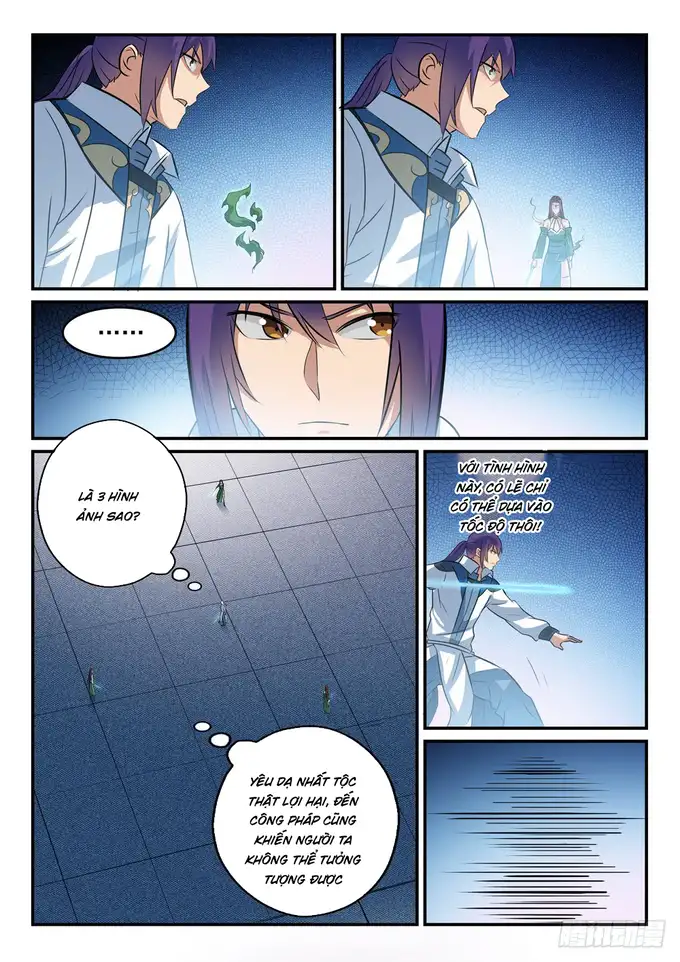 ......
LÀ 3 HÌNH
ẢNH SAO?
VỚI TÌNH HÌNH
NÀY, CÓ LẼ CHỈ
CÓ THỂ DỰA VÀO
TỐC ĐỘ THÔI!
YÊU DẠ NHẤT TỘC
THẬT LỢI HẠI, ĐẾN
CÔNG PHÁP CŨNG
KHIẾN NGƯỜI TA
KHÔNG THỂ TƯỞNG
TƯỢNG ĐƯỢC